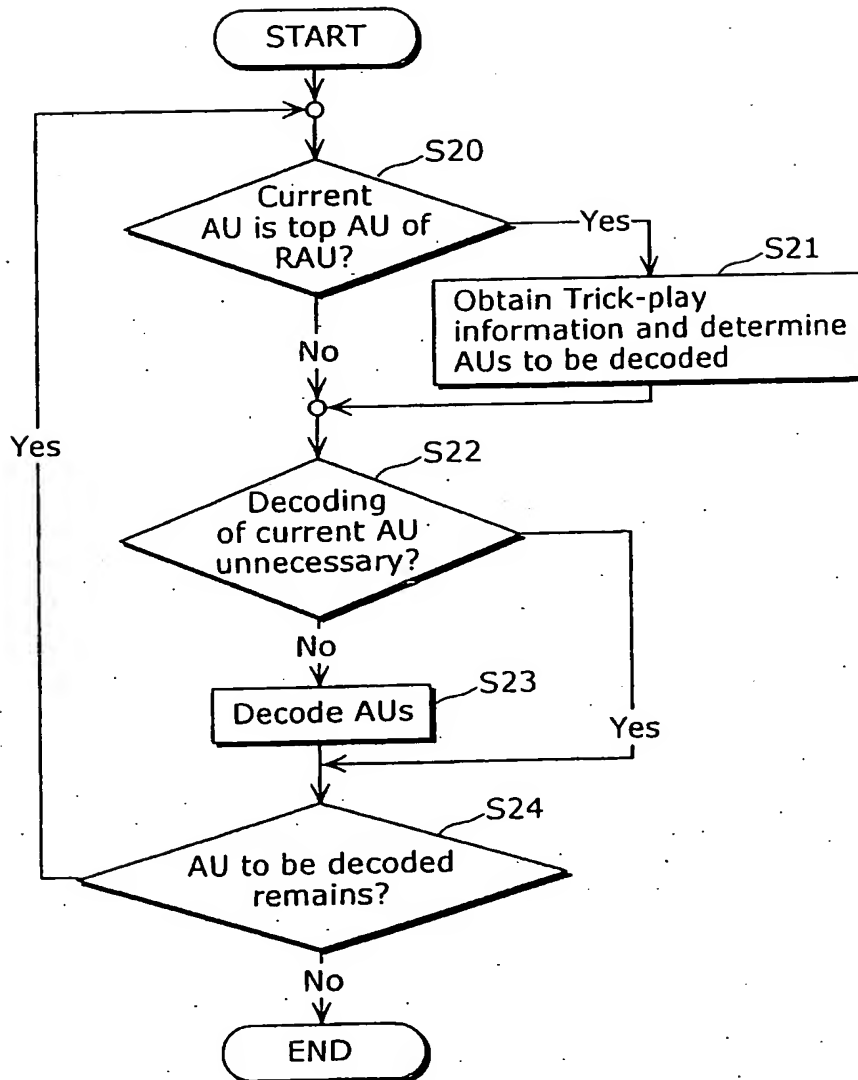 START
S20
Current
AU is top AU of
RAU?
Yes
S21
Obtain Trick-play
information and determine
AUs to be decoded
No
Yes
S22
Decoding
of current AU
unnecessary?
No
S23
Decode AUs
Yes
S24
AU to be decoded
remains?
No
END